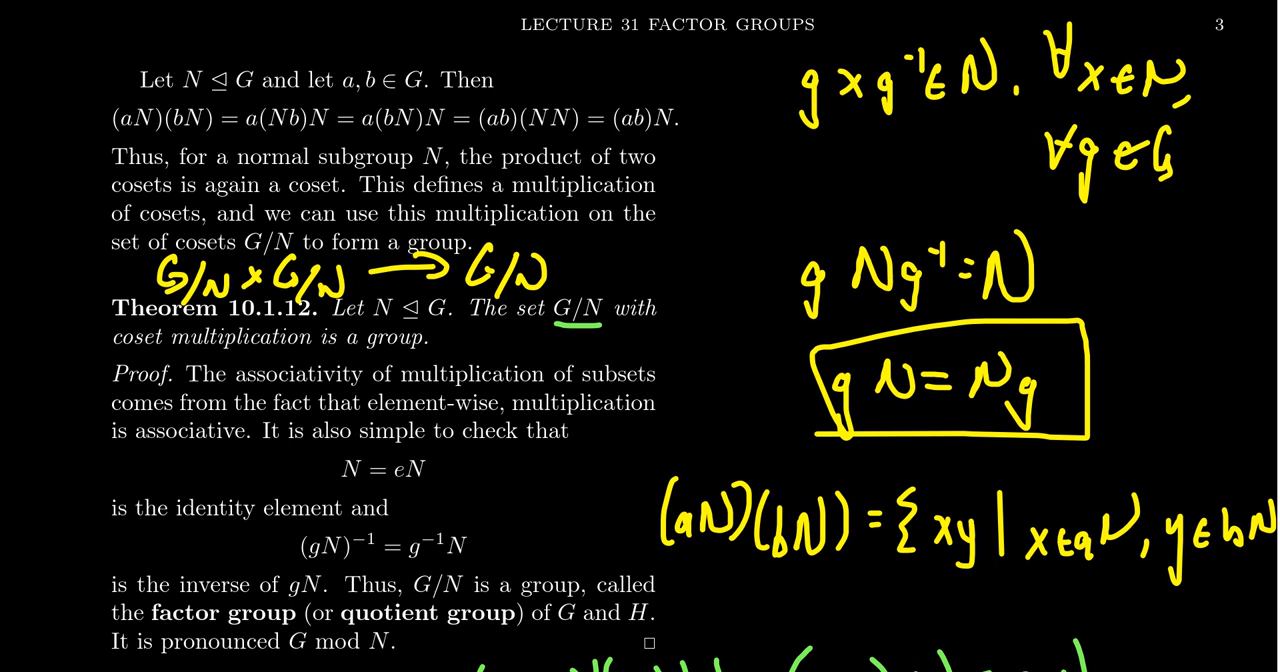 LECTURE 31 FACTOR GROUPS 3
Let N ⊴ G and let a, b ∈ G. Then
(aN)(bN) = a(Nb)N = a(bN)N = (ab)(NN) = (ab)N.
Thus, for a normal subgroup N, the product of two
cosets is again a coset. This defines a multiplication
of cosets, and we can use this multiplication on the
set of cosets G/N to form a group.
G/N × G/N → G/N
Theorem 10.1.12. Let N ⊴ G. The set G/N with
coset multiplication is a group.
Proof. The associativity of multiplication of subsets
comes from the fact that element-wise, multiplication
is associative. It is also simple to check that
N = eN
is the identity element and
(gN)⁻¹ = g⁻¹N
is the inverse of gN. Thus, G/N is a group, called
the factor group (or quotient group) of G and H.
It is pronounced G mod N. □
g x g⁻¹ ∈ N. ∀ x ∈ N,
∀ g ∈ G
g N g⁻¹ = N
g N = N g
(aN)(bN) = { xy | x ∈ aN, y ∈ bN